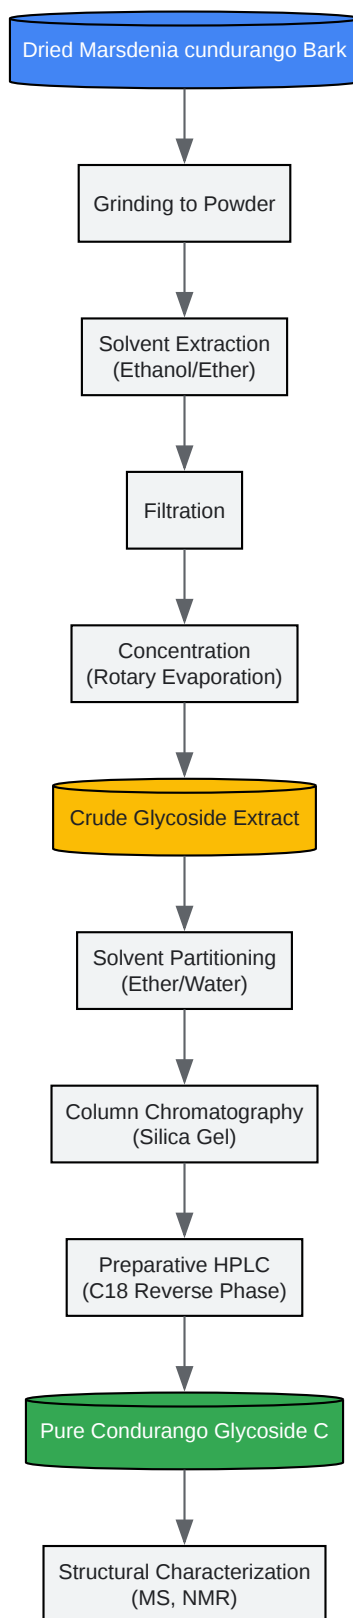 Dried Marsdenia cundurango Bark
Grinding to Powder
Solvent Extraction
(Ethanol/Ether)
Filtration
Concentration
(Rotary Evaporation)
Crude Glycoside Extract
Solvent Partitioning
(Ether/Water)
Column Chromatography
(Silica Gel)
Preparative HPLC
(C18 Reverse Phase)
Pure Condurango Glycoside C
Structural Characterization
(MS, NMR)